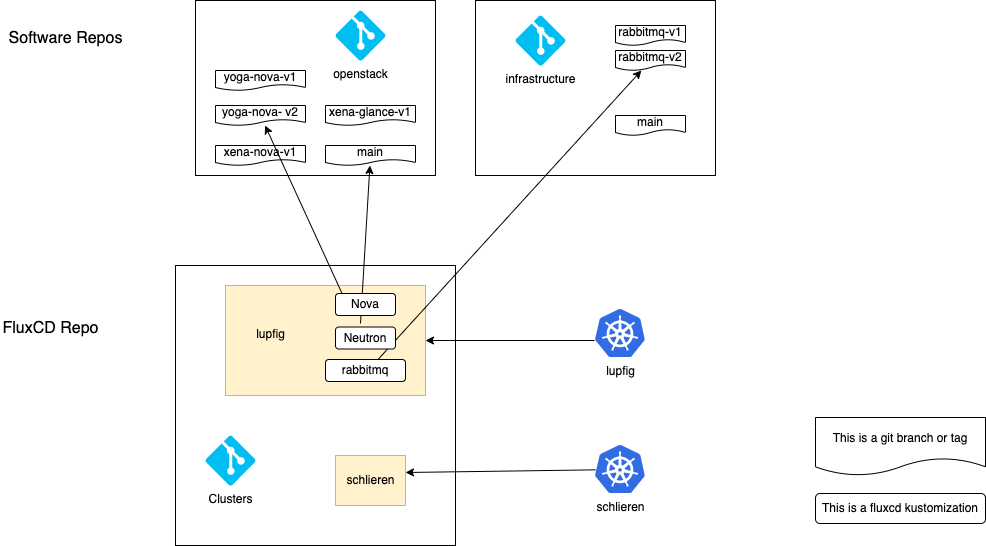 Software Repos
openstack
yoga-nova-v1
yoga-nova- v2
xena-glance-v1
xena-nova-v1
main
infrastructure
rabbitmq-v1
rabbitmq-v2
main
FluxCD Repo
lupfig
Nova
Neutron
rabbitmq
Clusters
schlieren
lupfig
schlieren
This is a git branch or tag
This is a fluxcd kustomization